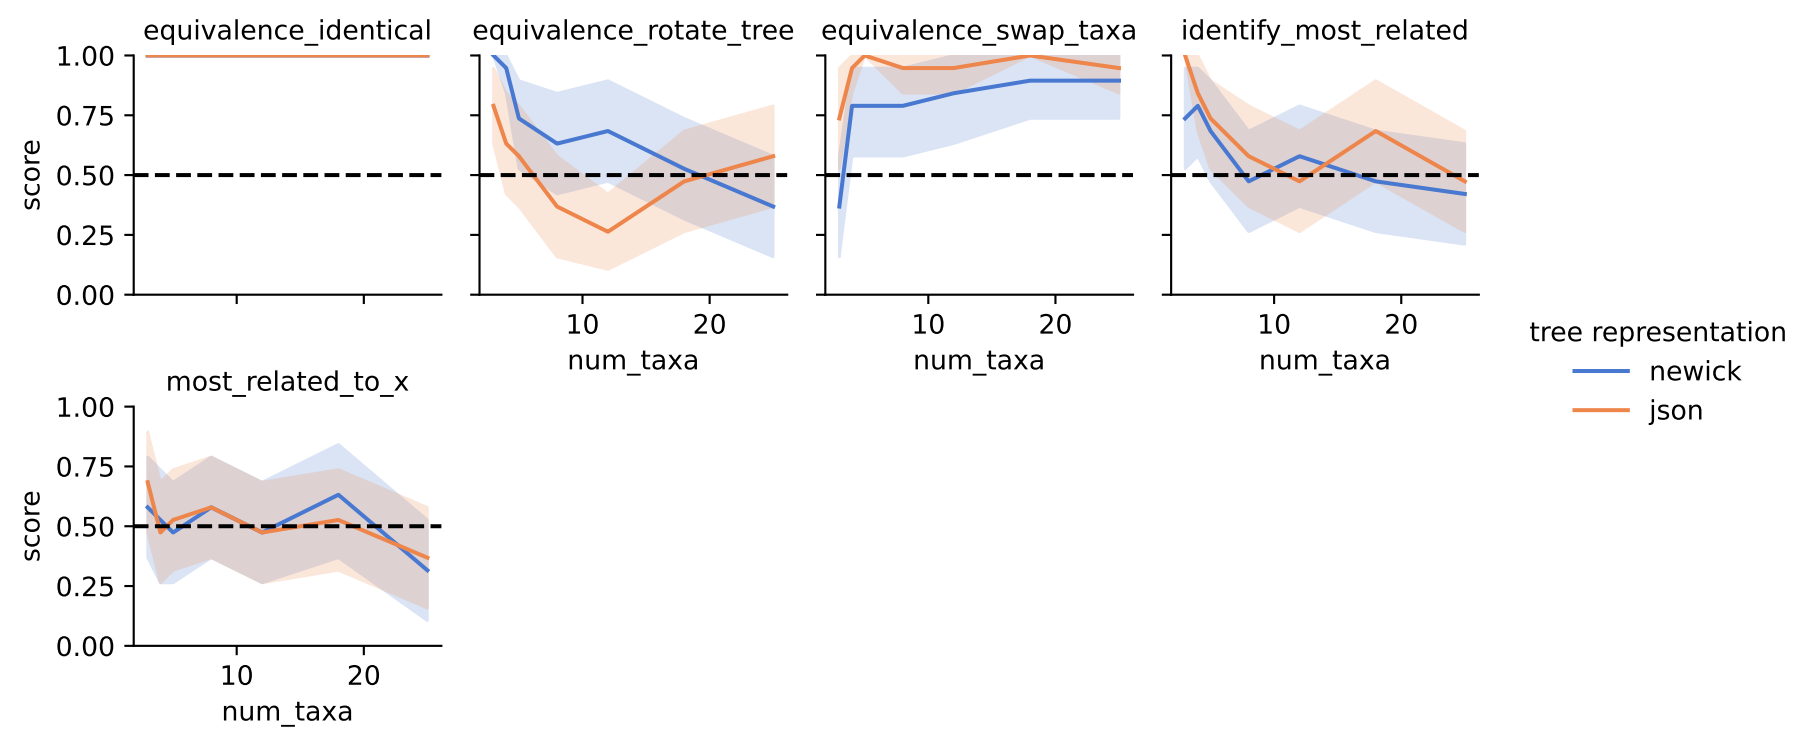 equivalence_identical
equivalence_rotate_tree
equivalence_swap_taxa
identify_most_related
1.00
0.75
0.50
0.25
0.00
score
10
20
num_taxa
10
20
num_taxa
10
20
num_taxa
tree representation
newick
json
most_related_to_x
1.00
0.75
0.50
0.25
0.00
score
10
20
num_taxa